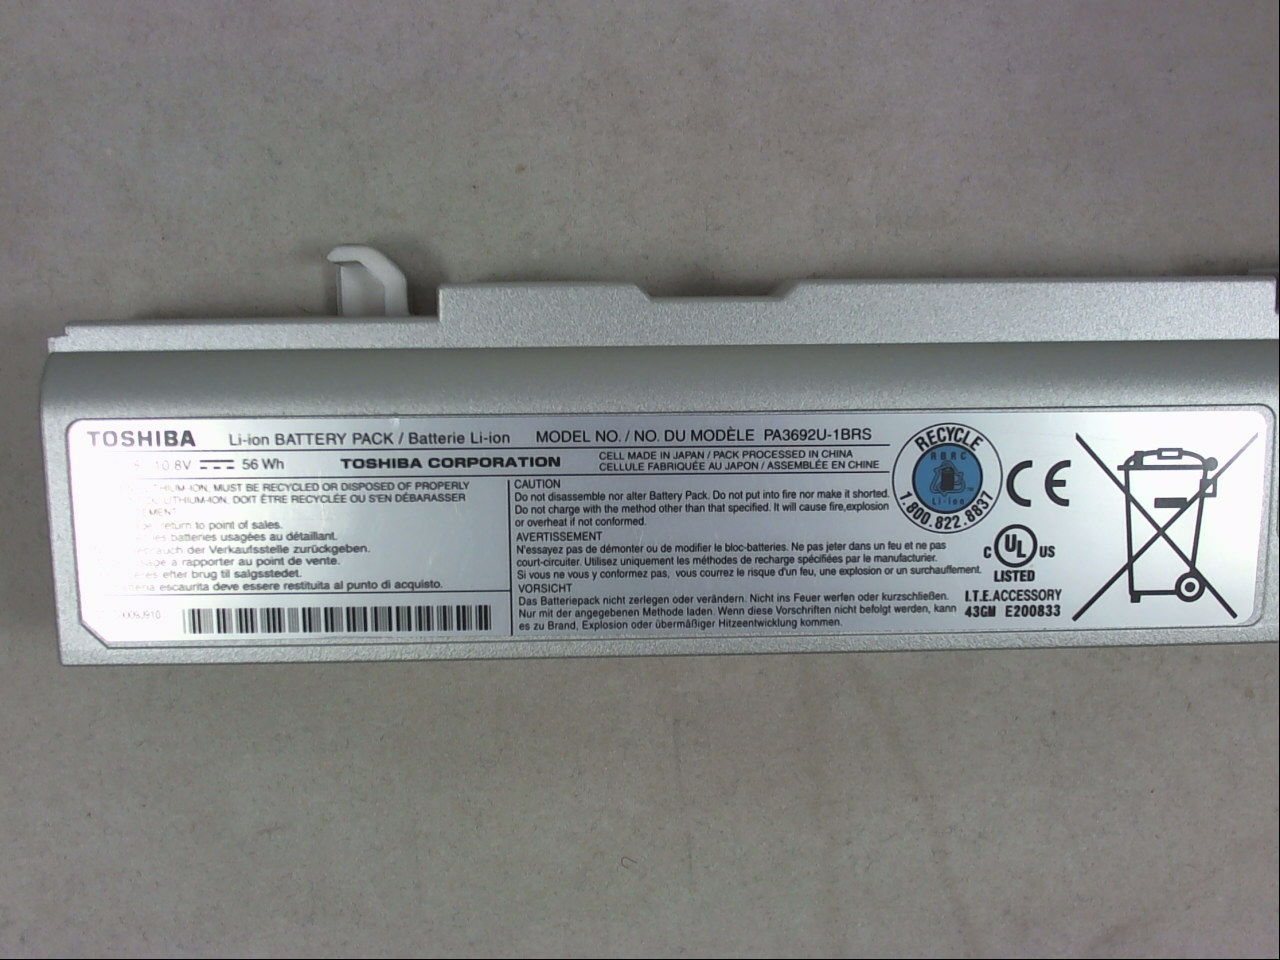 TOSHIBA Li-ion BATTERY PACK / Batterie Li-ion MODEL NO. / NO. DU MODÈLE PA3692U-1BRS
10.8V 56 Wh TOSHIBA CORPORATION
CELL MADE IN JAPAN / PACK PROCESSED IN CHINA
CELLULE FABRIQUÉE AU JAPON / ASSEMBLÉE EN CHINE
MUST BE RECYCLED OR DISPOSED OF PROPERLY
LITHIUM-ION, DOIT ÊTRE RECYCLÉE OU S'EN DÉBARASSER
return to point of sales.
batteries usagées au détaillant.
auch der Verkaufsstelle zurückgeben.
a rapporter au point de vente.
efter brug til salgsstedet.
escaurita deve essere restituita al punto di acquisto.
CAUTION
Do not disassemble nor alter Battery Pack. Do not put into fire nor make it shorted.
Do not charge with the method other than that specified. It will cause fire,explosion
or overheat if not conformed.
AVERTISSEMENT
N'essayez pas de démonter ou de modifier le bloc-batteries. Ne pas jeter dans un feu et ne pas
court-circuiter. Utilisez uniquement les méthodes de recharge spécifiées par le manufacturier.
Si vous ne vous y conformez pas, vous courrez le risque d'un feu, une explosion or un surchauffement.
VORSICHT
Das Batteriepack nicht zerlegen oder verändern. Nicht ins Feuer werfen oder kurzschließen.
Nur mit der angegebenen Methode laden. Wenn diese Vorschriften nicht befolgt werden, kann
es zu Brand, Explosion oder übermäßiger Hitzeentwicklung kommen.
RECYCLE
RBRC
Li-ion
1.800.822.8837
CE
C UL US
LISTED
I.T.E. ACCESSORY
43GM E200833